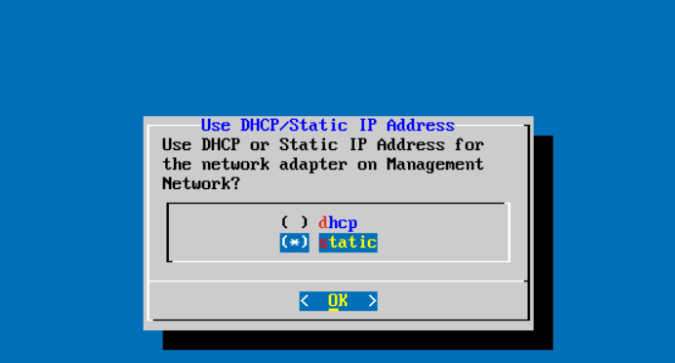 Use DHCP/Static IP Address
Use DHCP or Static IP Address for
the network adapter on Management
Network?
( ) dhcp
(*) static
< OK >